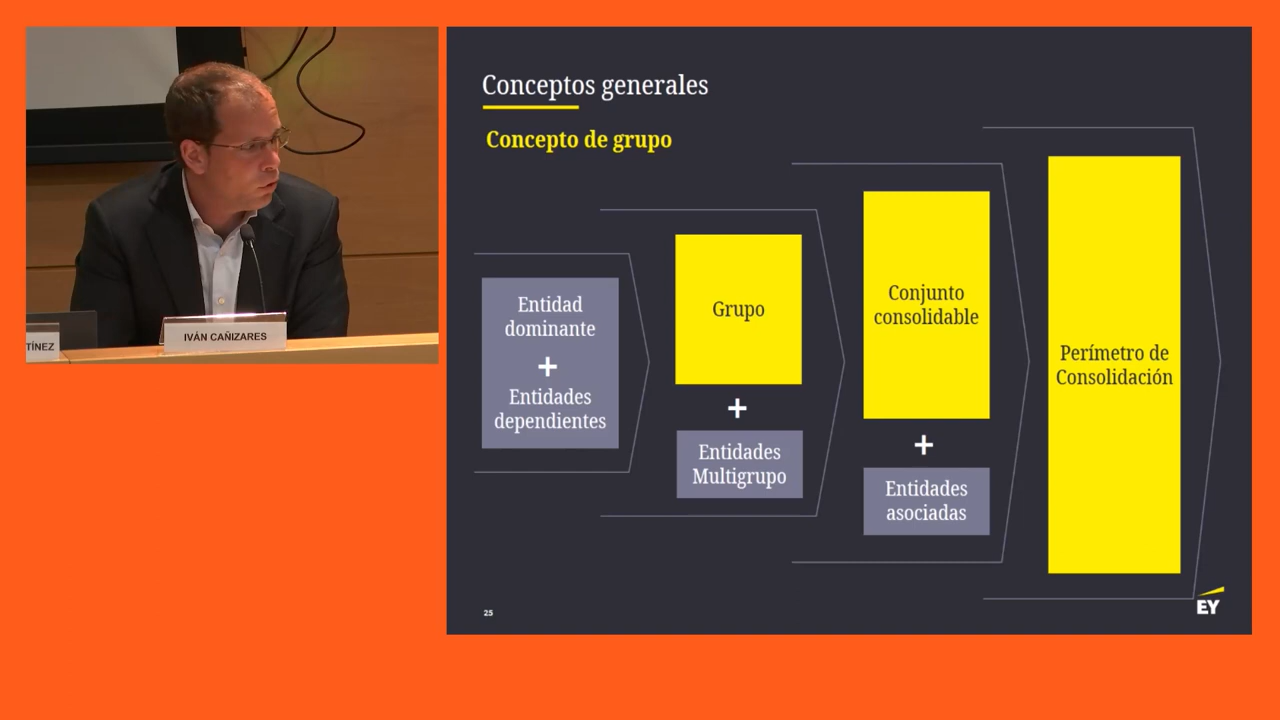 TÍNEZ
IVÁN CAÑIZARES
Conceptos generales
Concepto de grupo
Entidad
dominante
+
Entidades
dependientes
Grupo
+
Entidades
Multigrupo
Conjunto
consolidable
+
Entidades
asociadas
Perímetro de
Consolidación
25
EY